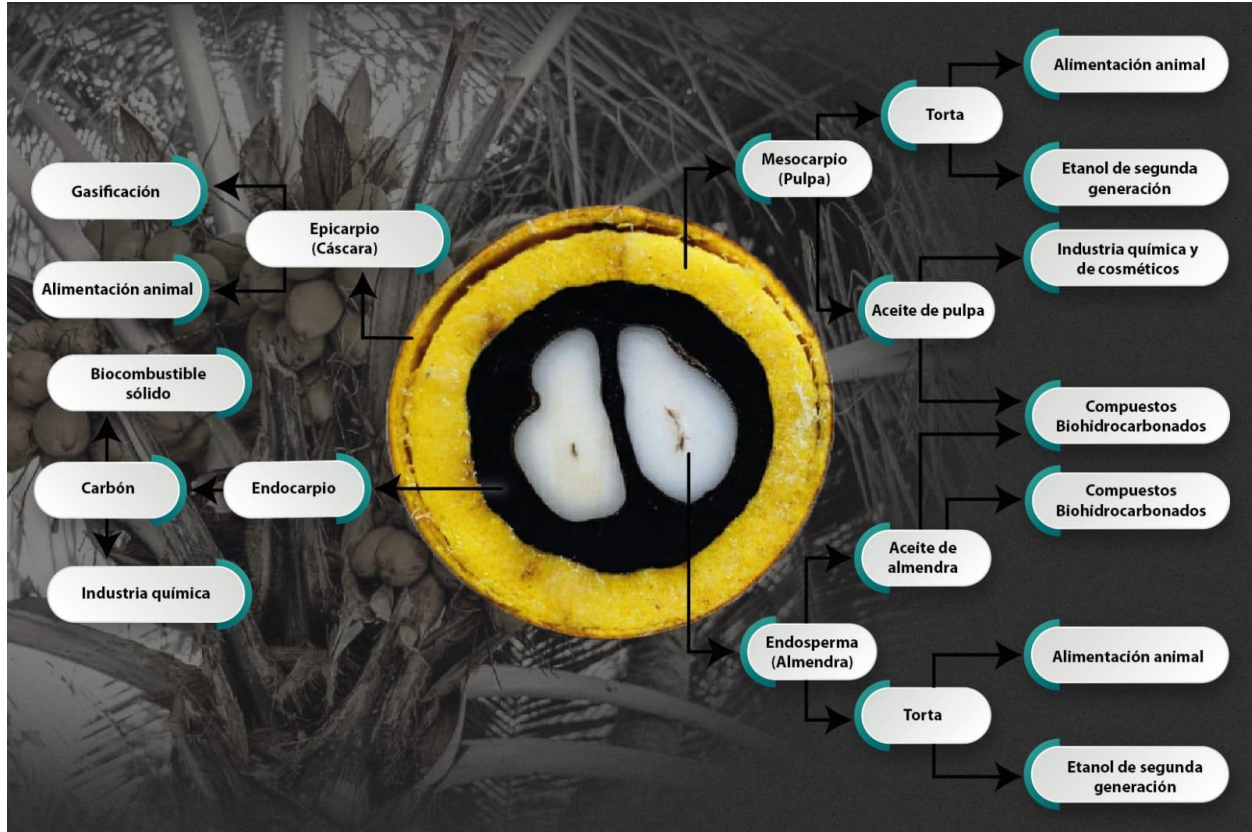 Gasificación
Epicarpio
(Cáscara)
Alimentación animal
Biocombustible
sólido
Carbón
Endocarpio
Industria química
Mesocarpio
(Pulpa)
Torta
Alimentación animal
Etanol de segunda
generación
Aceite de pulpa
Industria química y
de cosméticos
Compuestos
Biohidrocarbonados
Compuestos
Biohidrocarbonados
Aceite de
almendra
Endosperma
(Almendra)
Torta
Alimentación animal
Etanol de segunda
generación